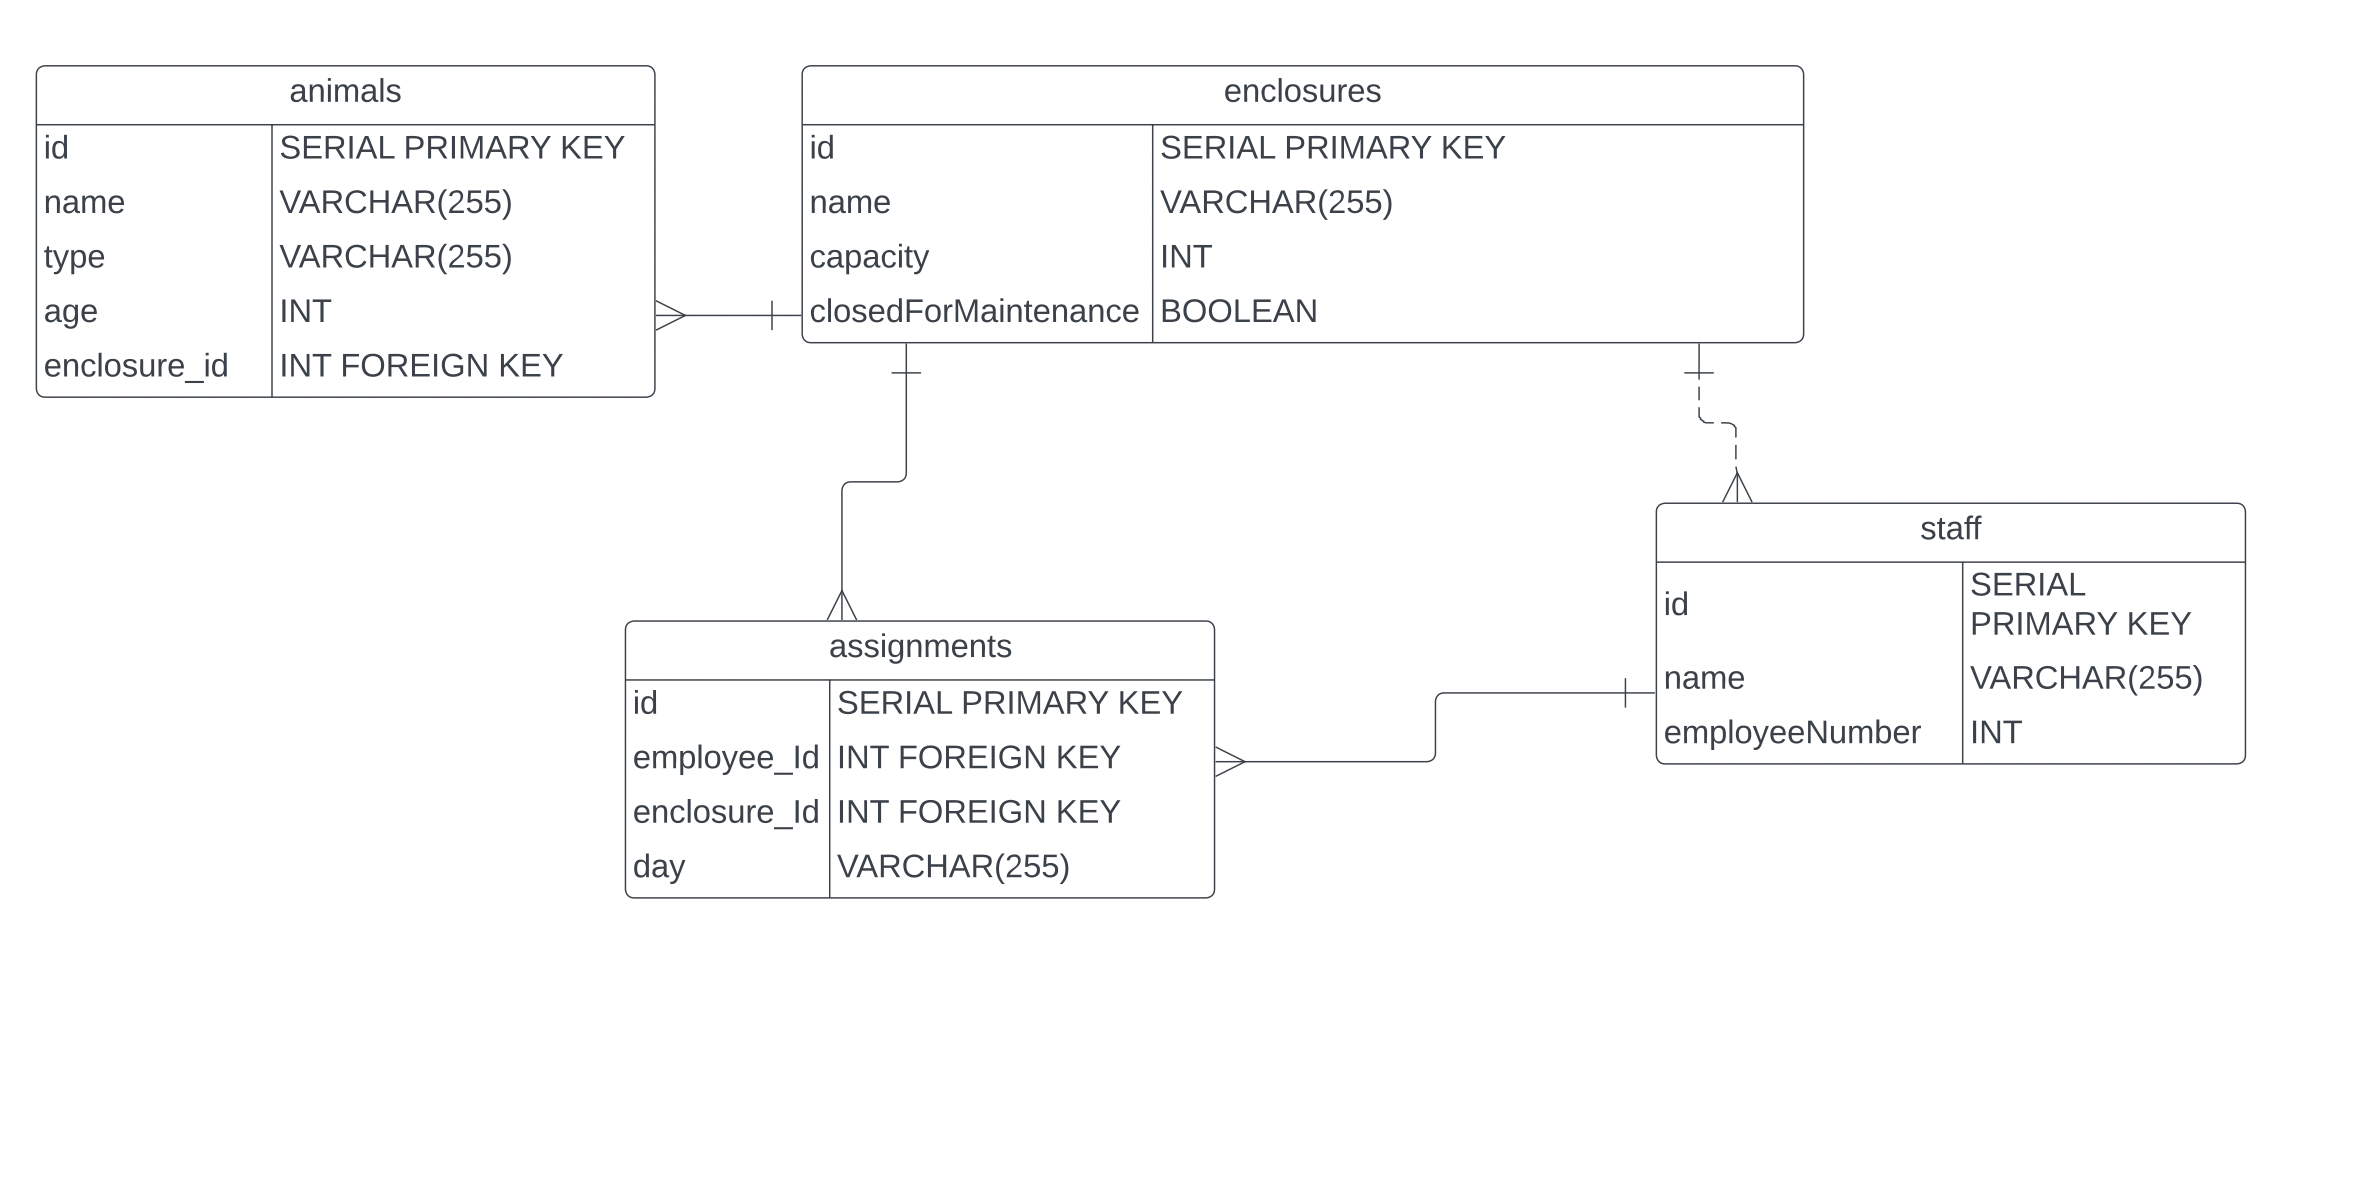 animals
id SERIAL PRIMARY KEY
name VARCHAR(255)
type VARCHAR(255)
age INT
enclosure_id INT FOREIGN KEY
enclosures
id SERIAL PRIMARY KEY
name VARCHAR(255)
capacity INT
closedForMaintenance BOOLEAN
assignments
id SERIAL PRIMARY KEY
employee_Id INT FOREIGN KEY
enclosure_Id INT FOREIGN KEY
day VARCHAR(255)
staff
id SERIAL
PRIMARY KEY
name VARCHAR(255)
employeeNumber INT